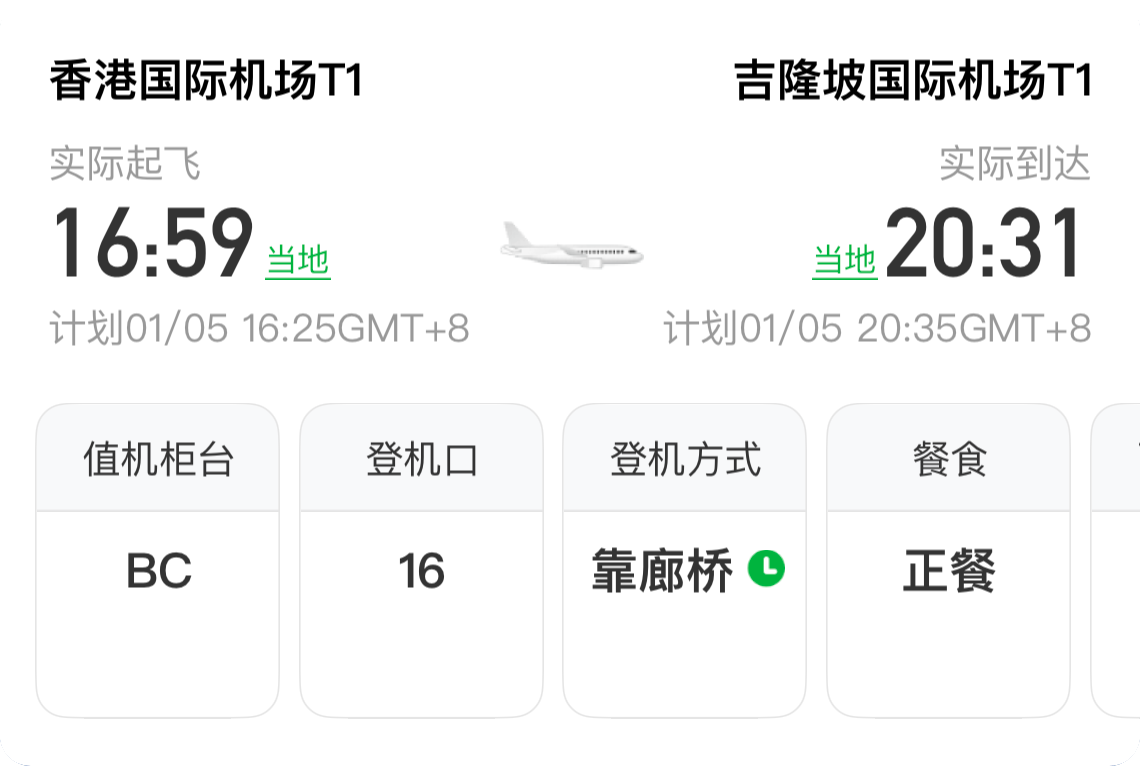 香港国际机场T1 吉隆坡国际机场T1
实际起飞 实际到达
16:59 当地 当地 20:31
计划01/05 16:25GMT+8 计划01/05 20:35GMT+8
值机柜台 登机口 登机方式 餐食
BC 16 靠廊桥 正餐